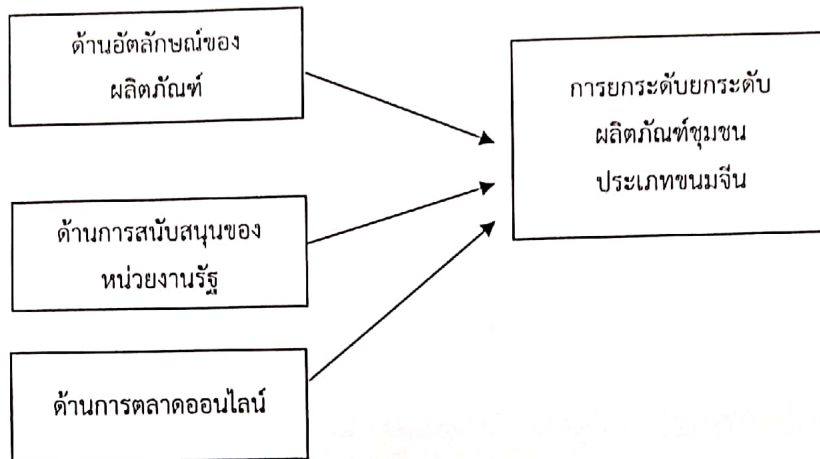 ด้านอัตลักษณ์ของ
ผลิตภัณฑ์
ด้านการสนับสนุนของ
หน่วยงานรัฐ
ด้านการตลาดออนไลน์
การยกระดับยกระดับ
ผลิตภัณฑ์ชุมชน
ประเภทขนมจีน